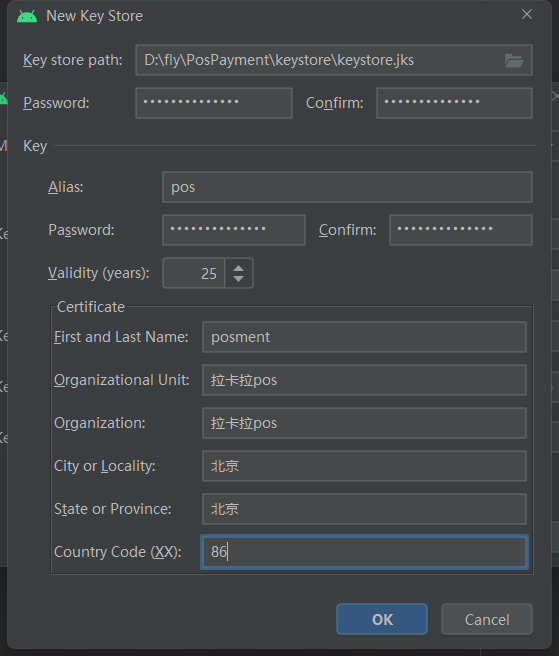 New Key Store
Key store path: D:\fly\PosPayment\keystore\keystore.jks
Password: •••••••••••••• Confirm: ••••••••••••••
Key
Alias: pos
Password: •••••••••••••• Confirm: ••••••••••••••
Validity (years): 25
Certificate
First and Last Name: posment
Organizational Unit: 拉卡拉pos
Organization: 拉卡拉pos
City or Locality: 北京
State or Province: 北京
Country Code (XX): 86
OK Cancel